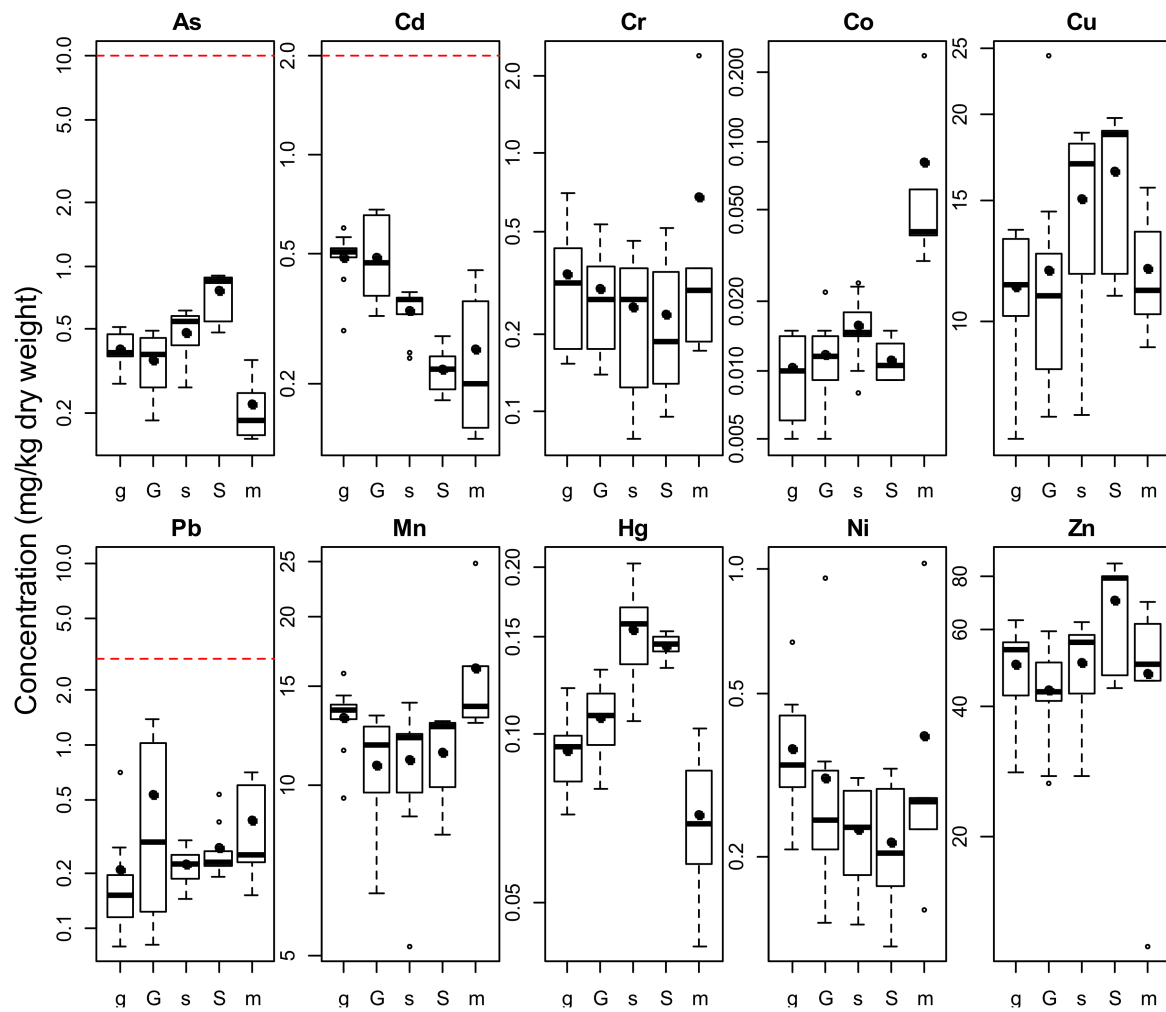 As Cd Cr Co Cu
10.0 5.0 2.0 1.0 0.5 0.2
2.0 1.0 0.5 0.2
2.0 1.0 0.5 0.2 0.1
0.200 0.100 0.050 0.020 0.010 0.005
25 20 15 10
g G s S m g G s S m g G s S m g G s S m g G s S m
Concentration (mg/kg dry weight)
Pb Mn Hg Ni Zn
10.0 5.0 2.0 1.0 0.5 0.2 0.1
25 20 15 10 5
0.20 0.15 0.10 0.05
1.0 0.5 0.2
80 60 40 20
g G s S m g G s S m g G s S m g G s S m g G s S m